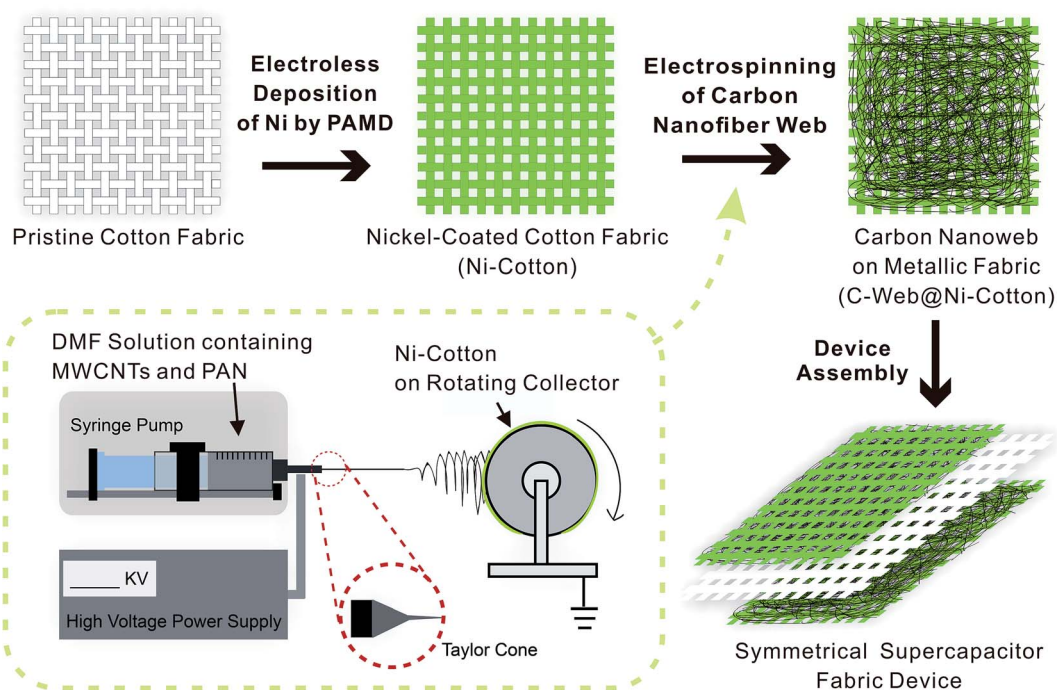 Electroless
Deposition
of Ni by PAMD
Electrospinning
of Carbon
Nanofiber Web
Pristine Cotton Fabric
Nickel-Coated Cotton Fabric
(Ni-Cotton)
Carbon Nanoweb
on Metallic Fabric
(C-Web@Ni-Cotton)
DMF Solution containing
MWCNTs and PAN
Syringe Pump
Ni-Cotton
on Rotating Collector
Device
Assembly
KV
High Voltage Power Supply
Taylor Cone
Symmetrical Supercapacitor
Fabric Device